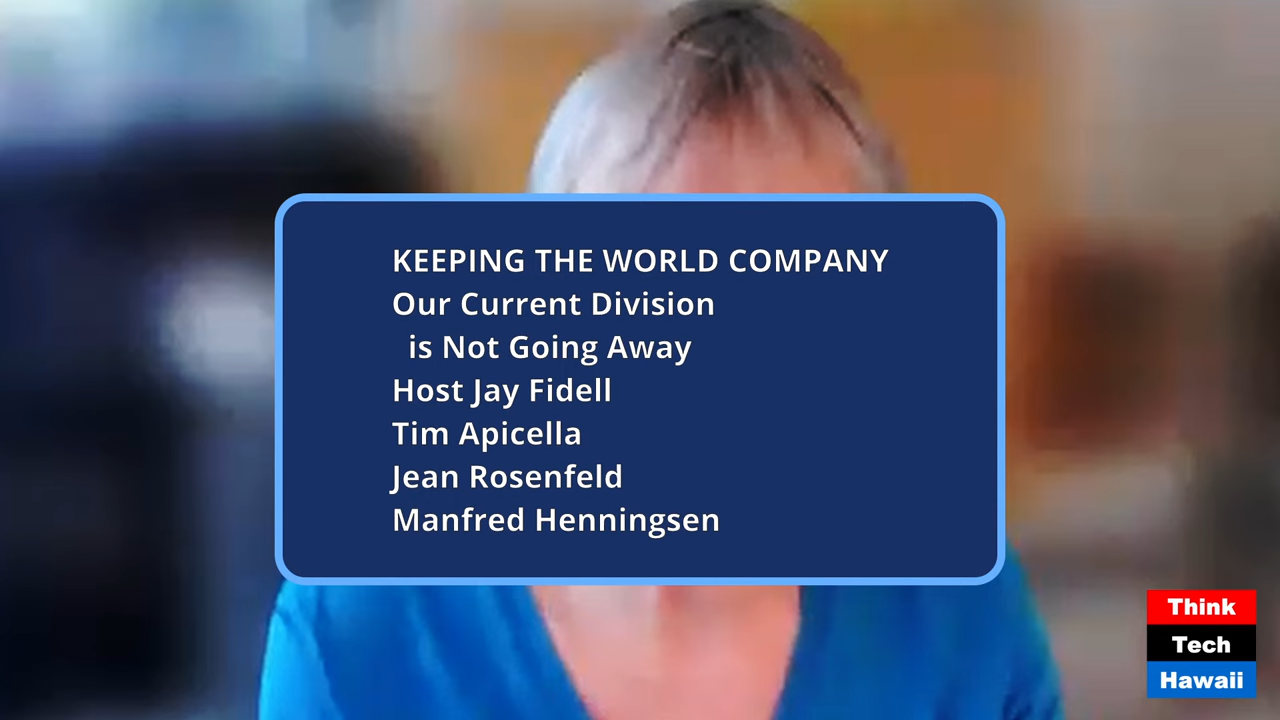 KEEPING THE WORLD COMPANY
Our Current Division
is Not Going Away
Host Jay Fidell
Tim Apicella
Jean Rosenfeld
Manfred Henningsen
Think
Tech
Hawaii